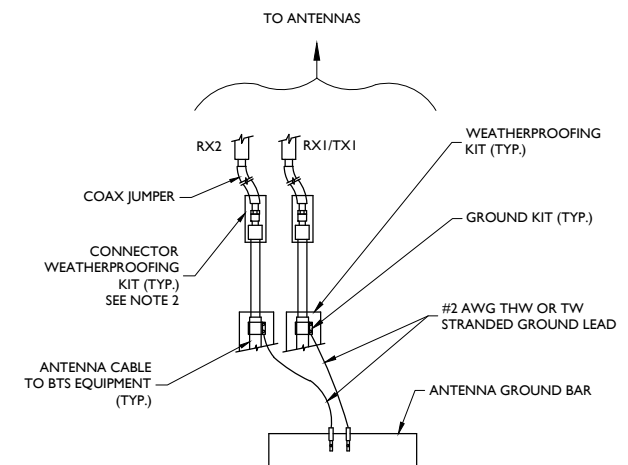 TO ANTENNAS
RX2
RX1/TX1
WEATHERPROOFING
KIT (TYP.)
COAX JUMPER
GROUND KIT (TYP.)
CONNECTOR
WEATHERPROOFING
KIT (TYP.)
SEE NOTE 2
#2 AWG THW OR TW
STRANDED GROUND LEAD
ANTENNA CABLE
TO BTS EQUIPMENT
(TYP.)
ANTENNA GROUND BAR